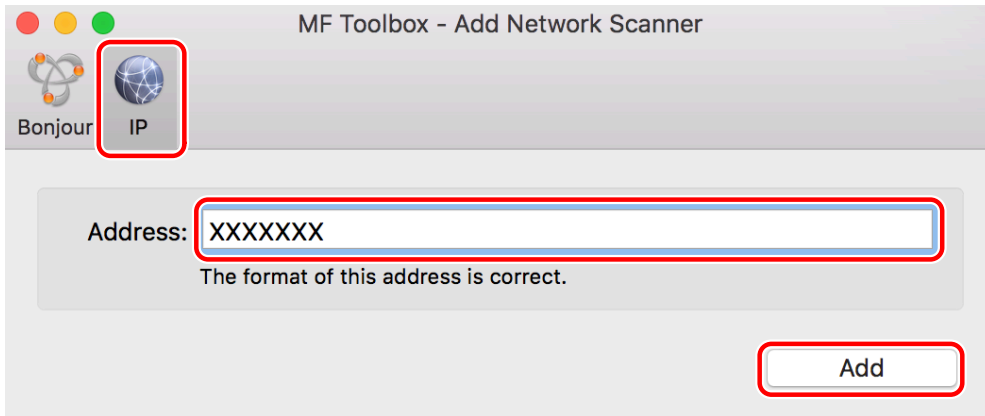 MF Toolbox - Add Network Scanner
Bonjour
IP
Address: XXXXXXX
The format of this address is correct.
Add